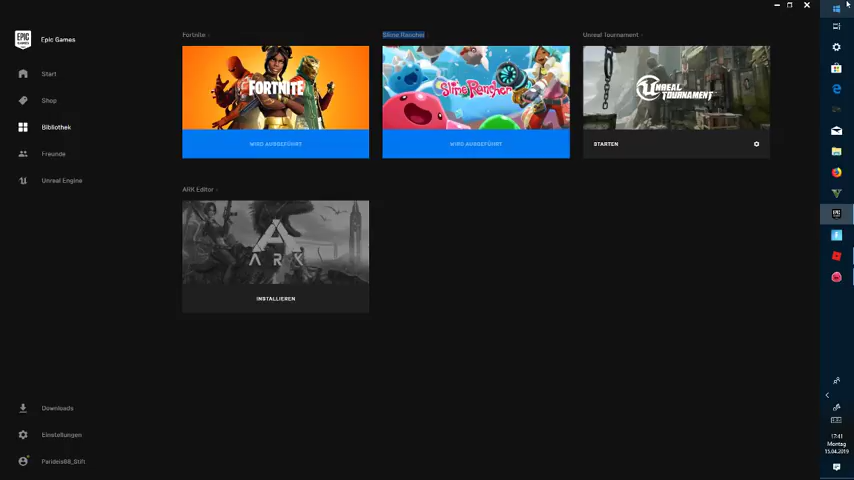 EPIC
GAMES
Epic Games
Start
Shop
Bibliothek
Freunde
Unreal Engine
Fortnite ›
FORTNITE
WIRD AUSGEFÜHRT
Slime Rancher
Slime Rancher
WIRD AUSGEFÜHRT
Unreal Tournament ›
UNREAL
TOURNAMENT
STARTEN
ARK Editor ›
ARK
INSTALLIEREN
Downloads
Einstellungen
17:41
Montag
15.04.2019